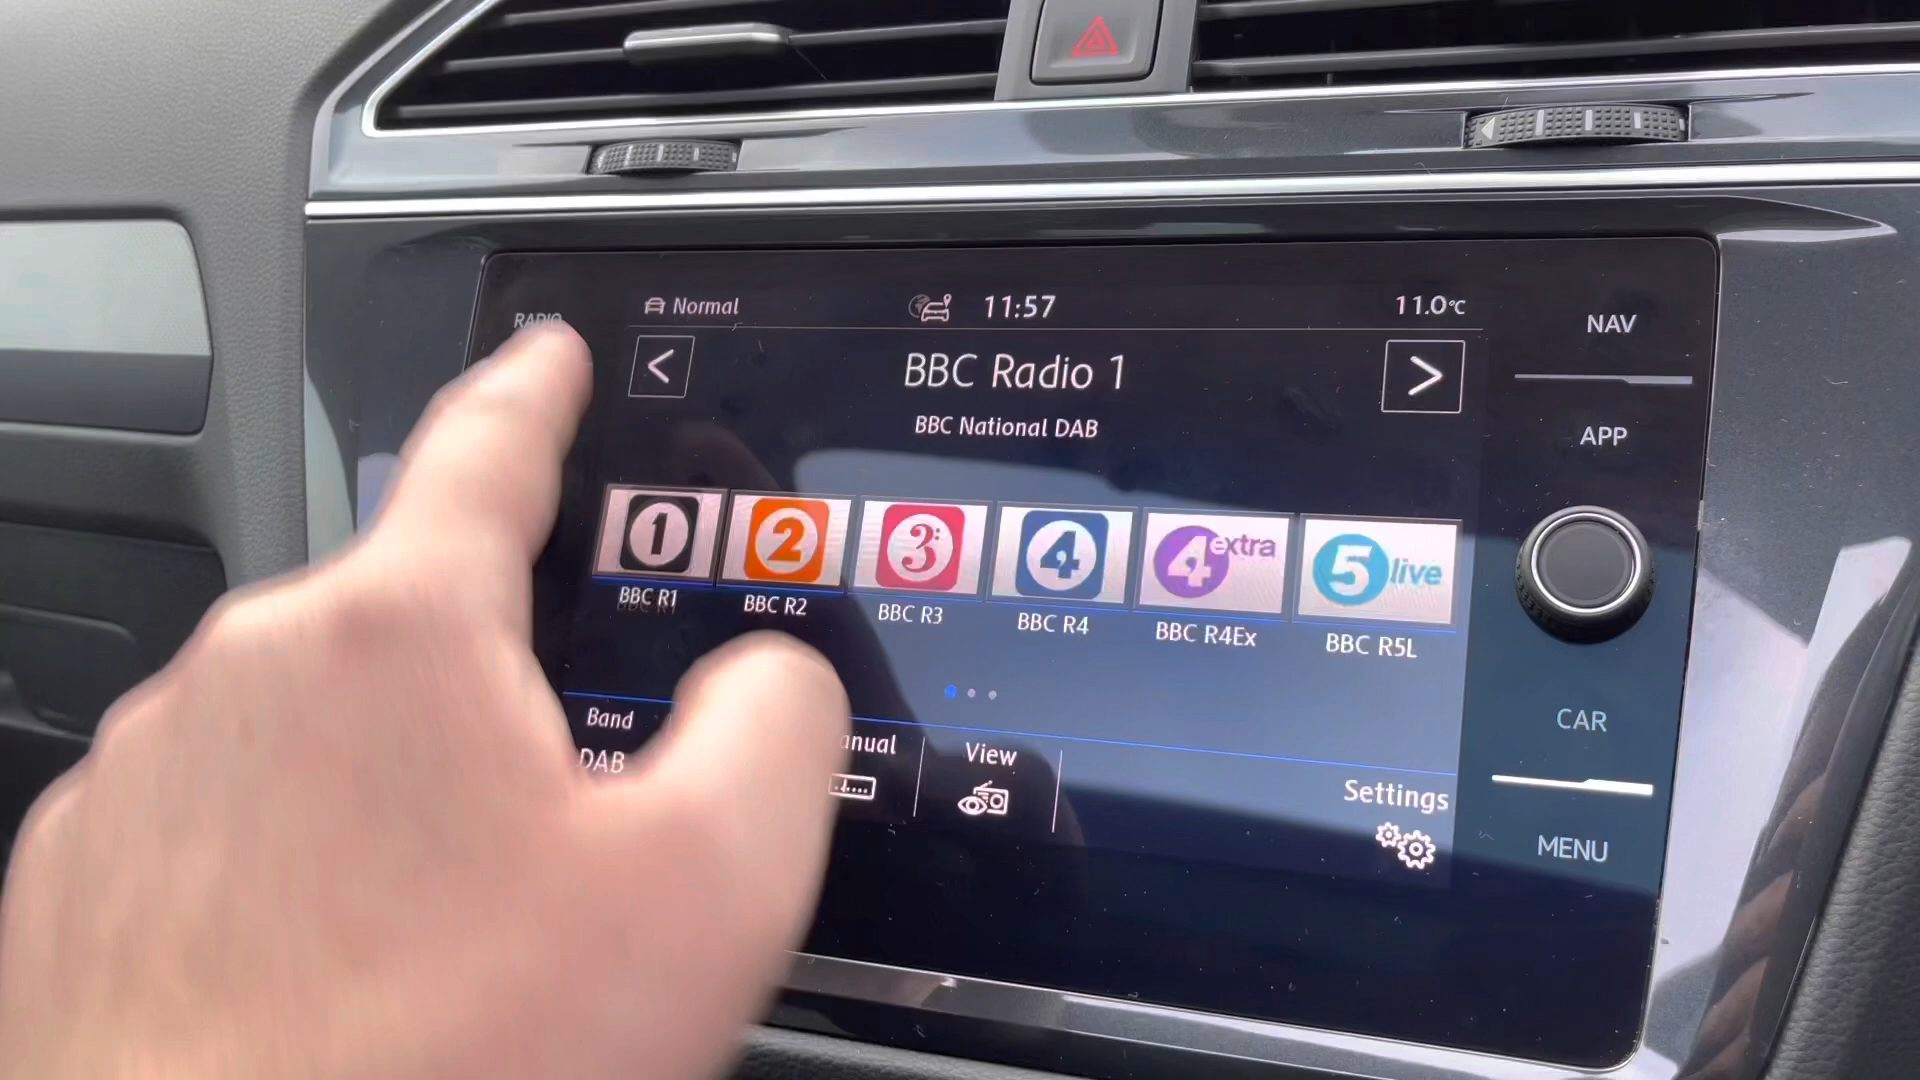 RADIO
Normal
11:57
11.0°C
BBC Radio 1
BBC National DAB
1
2
3
4
4 extra
5 live
BBC R1
BBC R2
BBC R3
BBC R4
BBC R4Ex
BBC R5L
Band
DAB
anual
View
Settings
NAV
APP
CAR
MENU